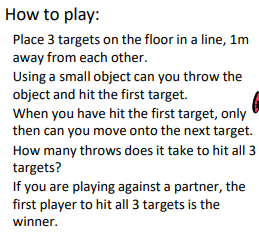 How to play:
Place 3 targets on the floor in a line, 1m
away from each other.
Using a small object can you throw the
object and hit the first target.
When you have hit the first target, only
then can you move onto the next target.
How many throws does it take to hit all 3
targets?
If you are playing against a partner, the
first player to hit all 3 targets is the
winner.